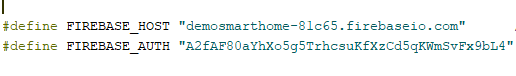 #define FIREBASE_HOST "demosmarthome-81c65.firebaseio.com"
#define FIREBASE_AUTH "A2fAF80aYhXo5g5TrhcsuKfXzCd5qKWmSvFx9bL4"